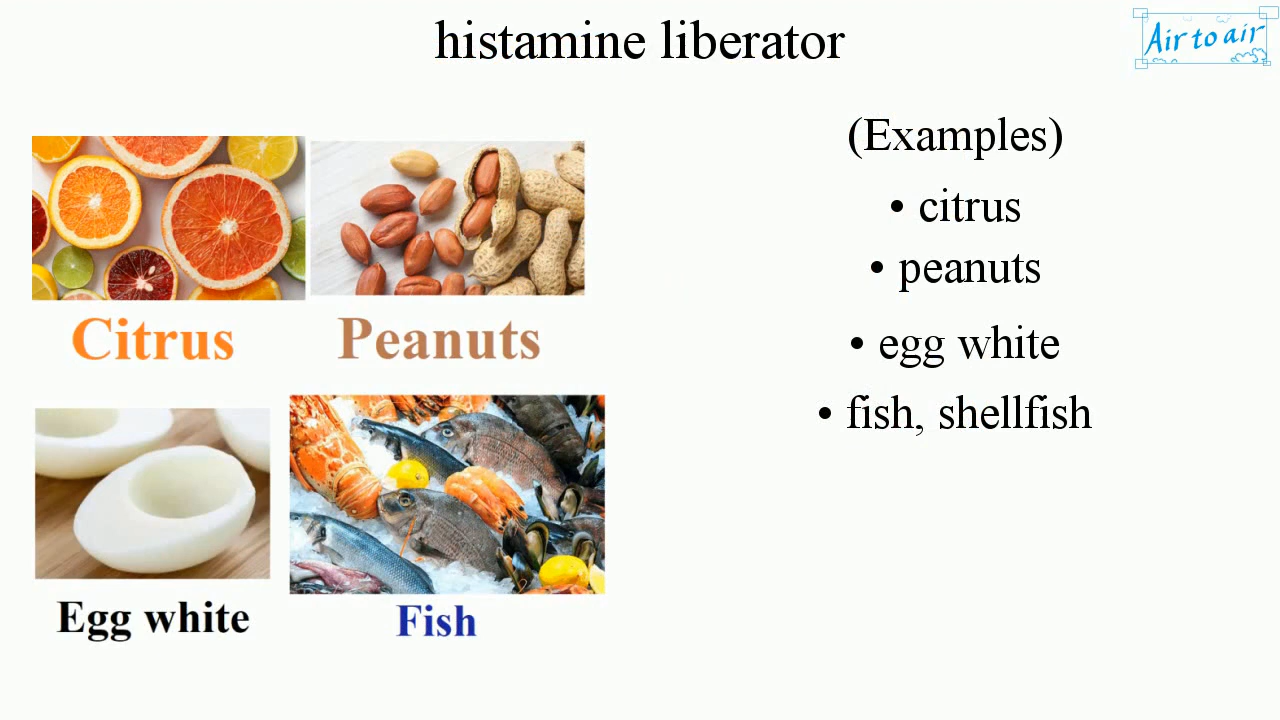 histamine liberator
Air to air
(Examples)
• citrus
• peanuts
• egg white
• fish, shellfish
Citrus
Peanuts
Egg white
Fish